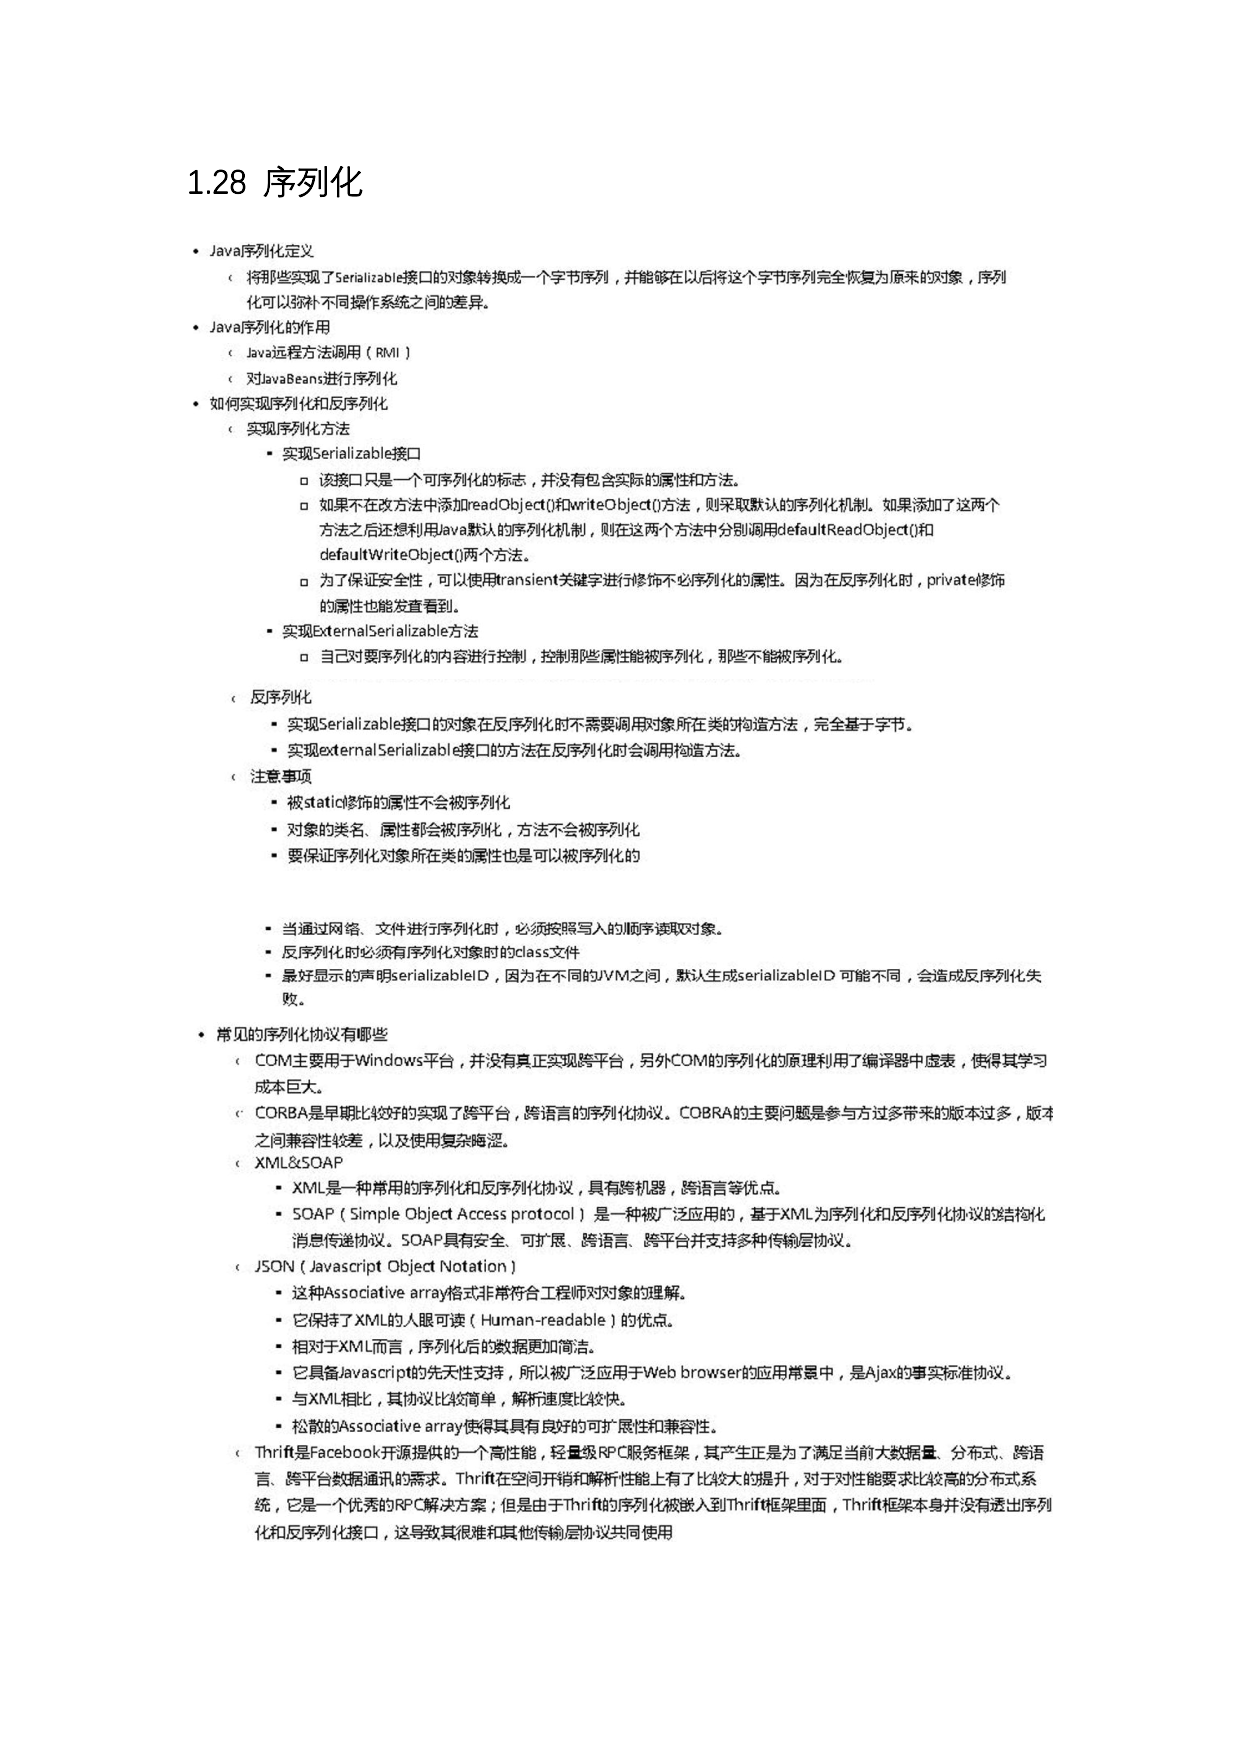 1.28 序列化
• Java序列化定义
‹ 将那些实现了Serializable接口的对象转换成一个字节序列，并能够在以后将这个字节序列完全恢复为原来的对象，序列
化可以弥补不同操作系统之间的差异。
• Java序列化的作用
‹ Java远程方法调用（RMI）
‹ 对JavaBeans进行序列化
• 如何实现序列化和反序列化
‹ 实现序列化方法
▪ 实现Serializable接口
▫ 该接口只是一个可序列化的标志，并没有包含实际的属性和方法。
▫ 如果不在改方法中添加readObject()和writeObject()方法，则采取默认的序列化机制。如果添加了这两个
方法之后还想利用Java默认的序列化机制，则在这两个方法中分别调用defaultReadObject()和
defaultWriteObject()两个方法。
▫ 为了保证安全性，可以使用transient关键字进行修饰不必序列化的属性。因为在反序列化时，private修饰
的属性也能发查看到。
▪ 实现ExternalSerializable方法
▫ 自己对要序列化的内容进行控制，控制那些属性能被序列化，那些不能被序列化。
‹ 反序列化
▪ 实现Serializable接口的对象在反序列化时不需要调用对象所在类的构造方法，完全基于字节。
▪ 实现externalSerializable接口的方法在反序列化时会调用构造方法。
‹ 注意事项
▪ 被static修饰的属性不会被序列化
▪ 对象的类名、属性都会被序列化，方法不会被序列化
▪ 要保证序列化对象所在类的属性也是可以被序列化的
▪ 当通过网络、文件进行序列化时，必须按照写入的顺序读取对象。
▪ 反序列化时必须有序列化对象时的class文件
▪ 最好显示的声明serializableID，因为在不同的JVM之间，默认生成serializableID 可能不同，会造成反序列化失
败。
• 常见的序列化协议有哪些
‹ COM主要用于Windows平台，并没有真正实现跨平台，另外COM的序列化的原理利用了编译器中虚表，使得其学习
成本巨大。
‹ CORBA是早期比较好的实现了跨平台，跨语言的序列化协议。COBRA的主要问题是参与方过多带来的版本过多，版本
之间兼容性较差，以及使用复杂晦涩。
‹ XML&SOAP
▪ XML是一种常用的序列化和反序列化协议，具有跨机器，跨语言等优点。
▪ SOAP（Simple Object Access protocol） 是一种被广泛应用的，基于XML为序列化和反序列化协议的结构化
消息传递协议。SOAP具有安全、可扩展、跨语言、跨平台并支持多种传输层协议。
‹ JSON（Javascript Object Notation）
▪ 这种Associative array格式非常符合工程师对对象的理解。
▪ 它保持了XML的人眼可读（Human-readable）的优点。
▪ 相对于XML而言，序列化后的数据更加简洁。
▪ 它具备Javascript的先天性支持，所以被广泛应用于Web browser的应用常景中，是Ajax的事实标准协议。
▪ 与XML相比，其协议比较简单，解析速度比较快。
▪ 松散的Associative array使得其具有良好的可扩展性和兼容性。
‹ Thrift是Facebook开源提供的一个高性能，轻量级RPC服务框架，其产生正是为了满足当前大数据量、分布式、跨语
言、跨平台数据通讯的需求。Thrift在空间开销和解析性能上有了比较大的提升，对于对性能要求比较高的分布式系
统，它是一个优秀的RPC解决方案；但是由于Thrift的序列化被嵌入到Thrift框架里面，Thrift框架本身并没有透出序列
化和反序列化接口，这导致其很难和其他传输层协议共同使用